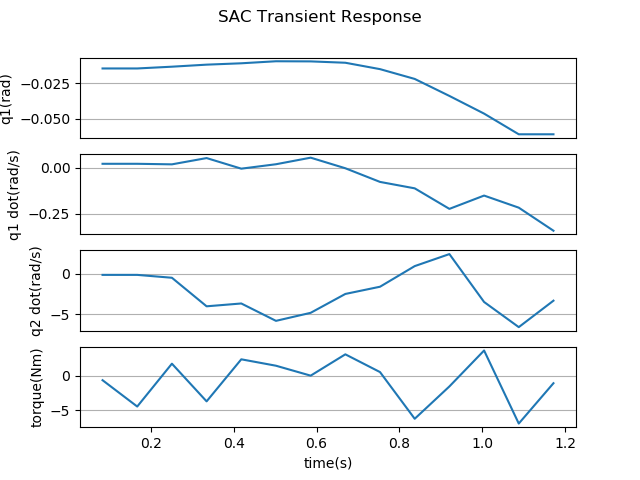 SAC Transient Response
q1(rad)
−0.025
−0.050
q1 dot(rad/s)
0.00
−0.25
q2 dot(rad/s)
0
−5
torque(Nm)
0
−5
0.2 0.4 0.6 0.8 1.0 1.2
time(s)